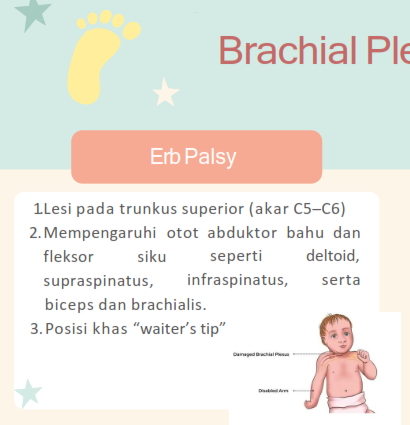 Brachial Ple
Erb Palsy
1.Lesi pada trunkus superior (akar C5–C6)
2.Mempengaruhi otot abduktor bahu dan
fleksor siku seperti deltoid,
supraspinatus, infraspinatus, serta
biceps dan brachialis.
3.Posisi khas “waiter’s tip”
Damaged Brachial Plexus
Disabled Arm